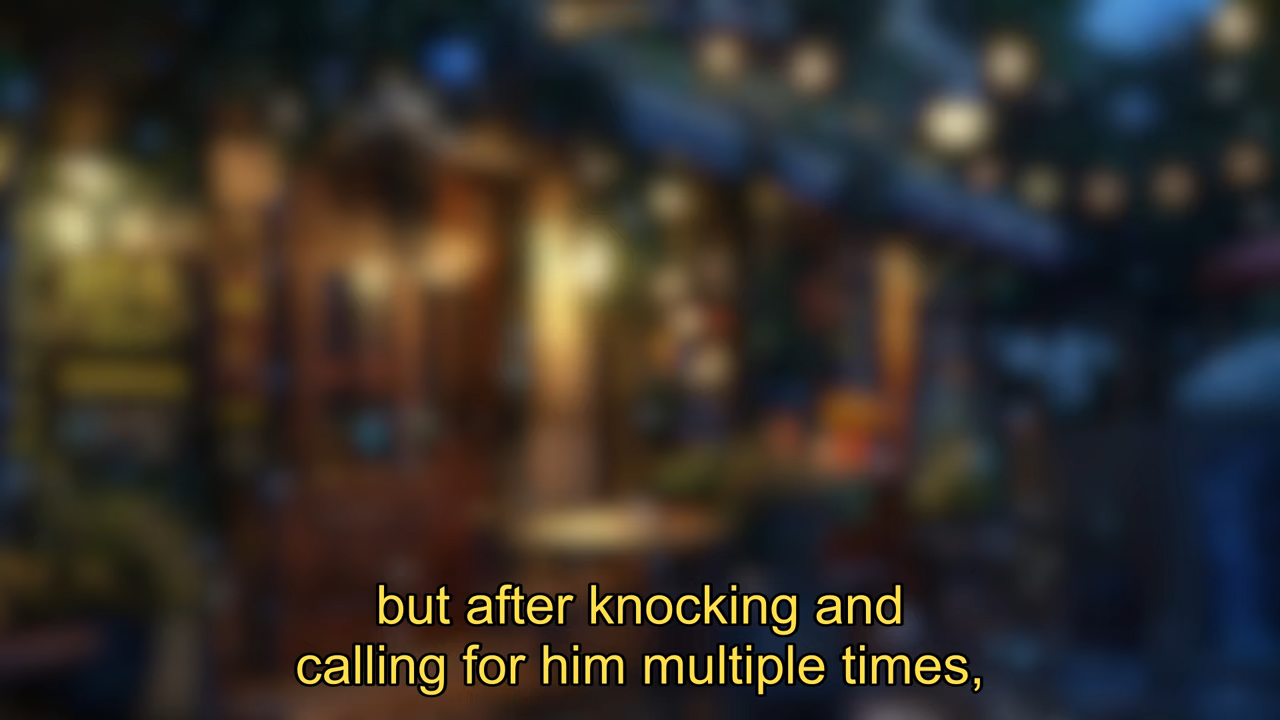 but after knocking and
calling for him multiple times,